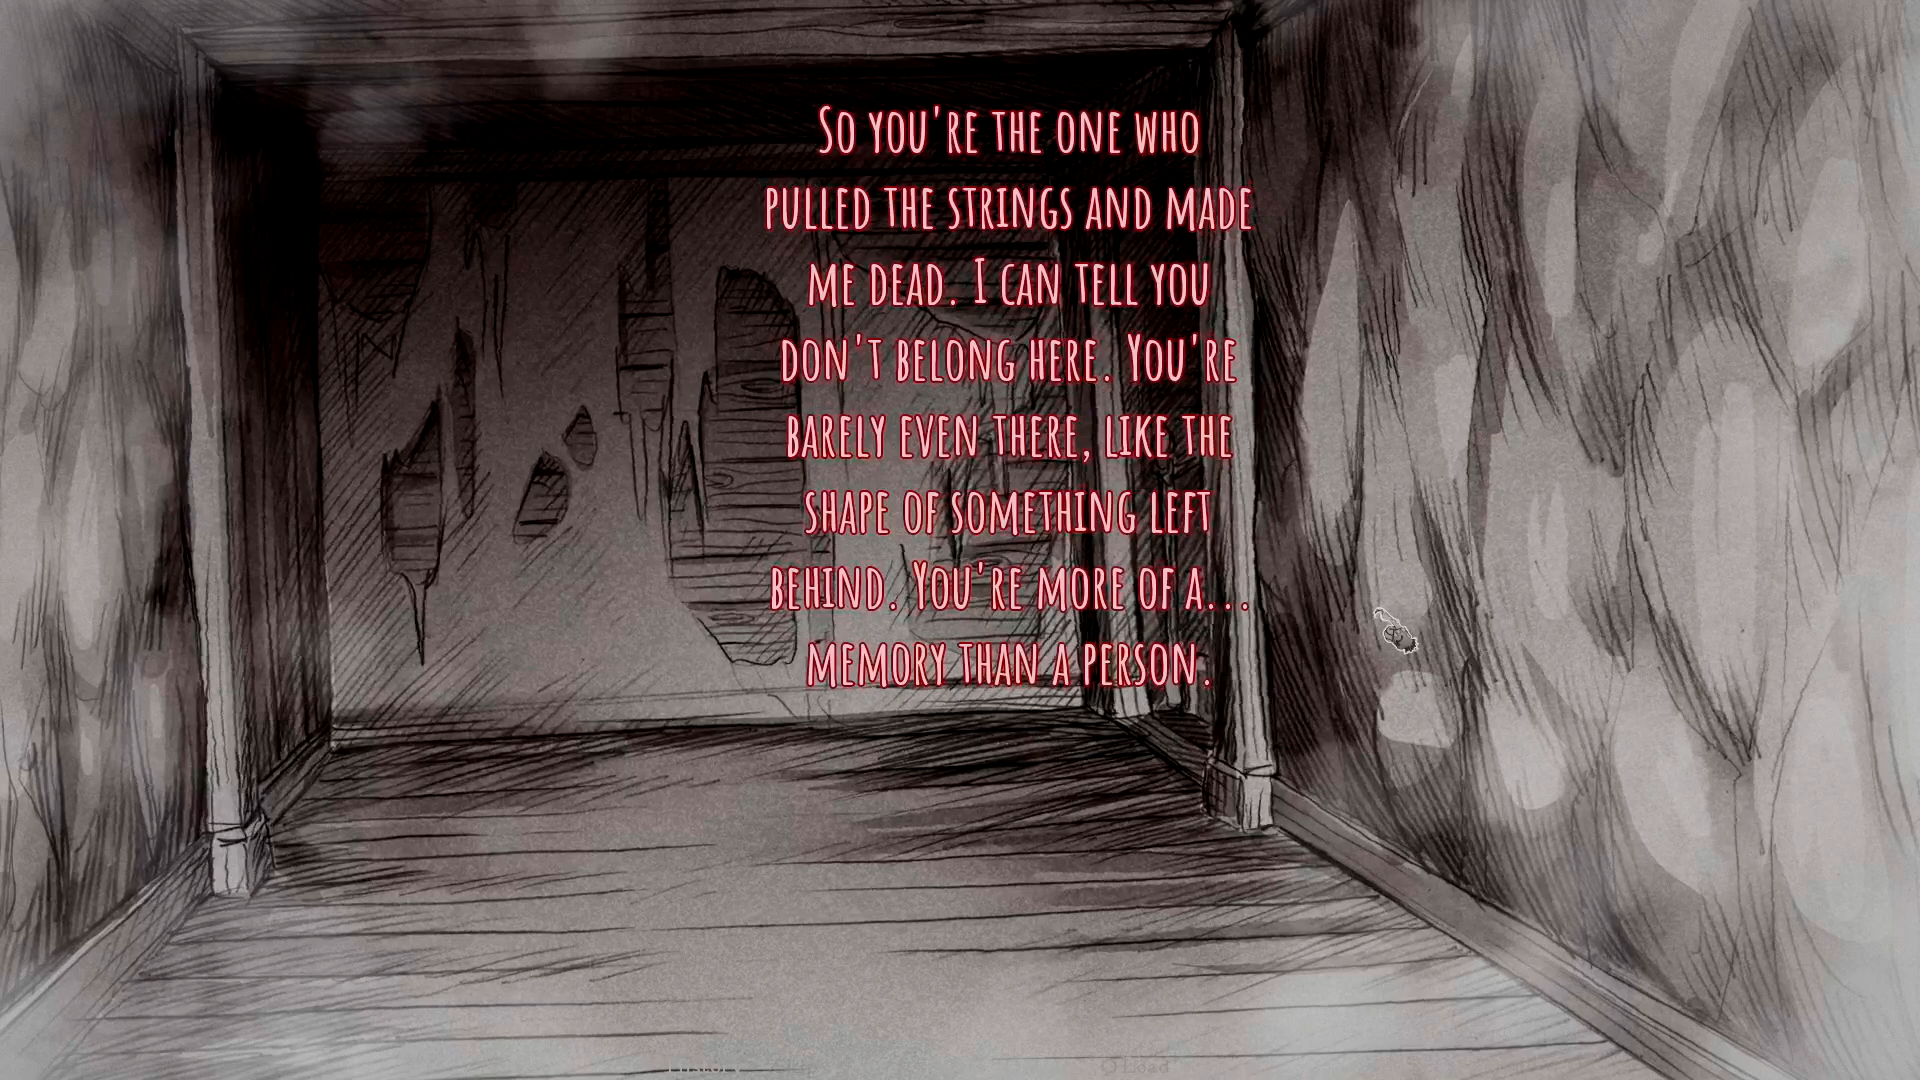 So you're the one who
pulled the strings and made
me dead. I can tell you
don't belong here. You're
barely even there, like the
shape of something left
behind. You're more of a...
memory than a person.
History
Q.Load